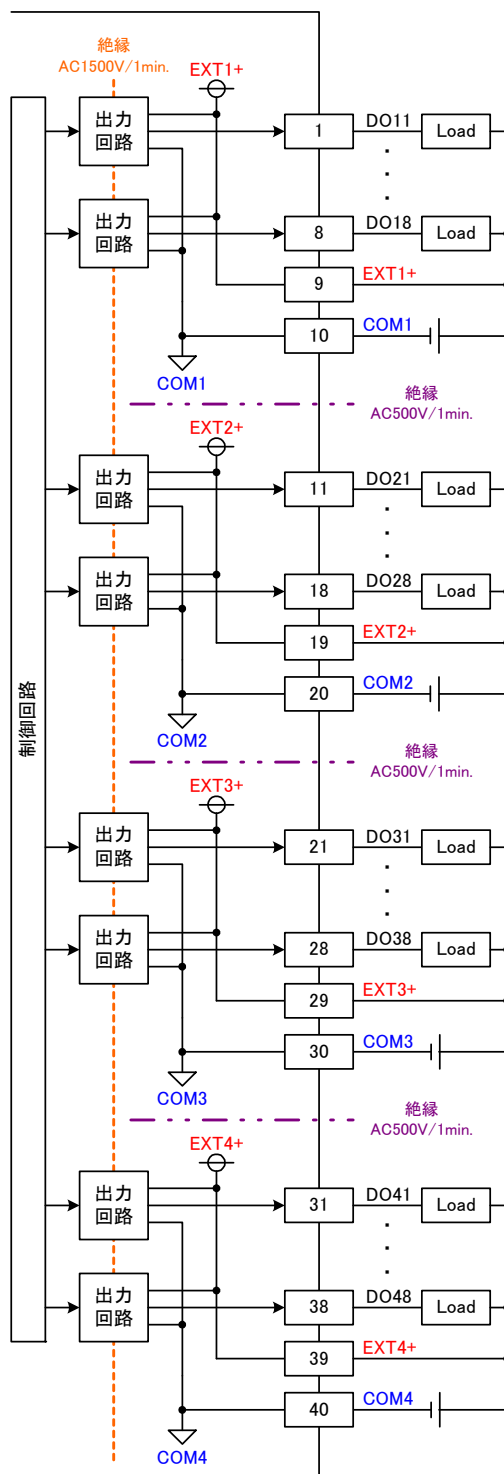 絶縁
AC1500V/1min.
EXT1+
出力
回路
1
DO11
Load
出力
回路
8
DO18
Load
9
EXT1+
10
COM1
COM1
絶縁
AC500V/1min.
EXT2+
出力
回路
11
DO21
Load
出力
回路
18
DO28
Load
19
EXT2+
20
COM2
COM2
制御回路
絶縁
AC500V/1min.
EXT3+
出力
回路
21
DO31
Load
出力
回路
28
DO38
Load
29
EXT3+
30
COM3
COM3
絶縁
AC500V/1min.
EXT4+
出力
回路
31
DO41
Load
出力
回路
38
DO48
Load
39
EXT4+
40
COM4
COM4